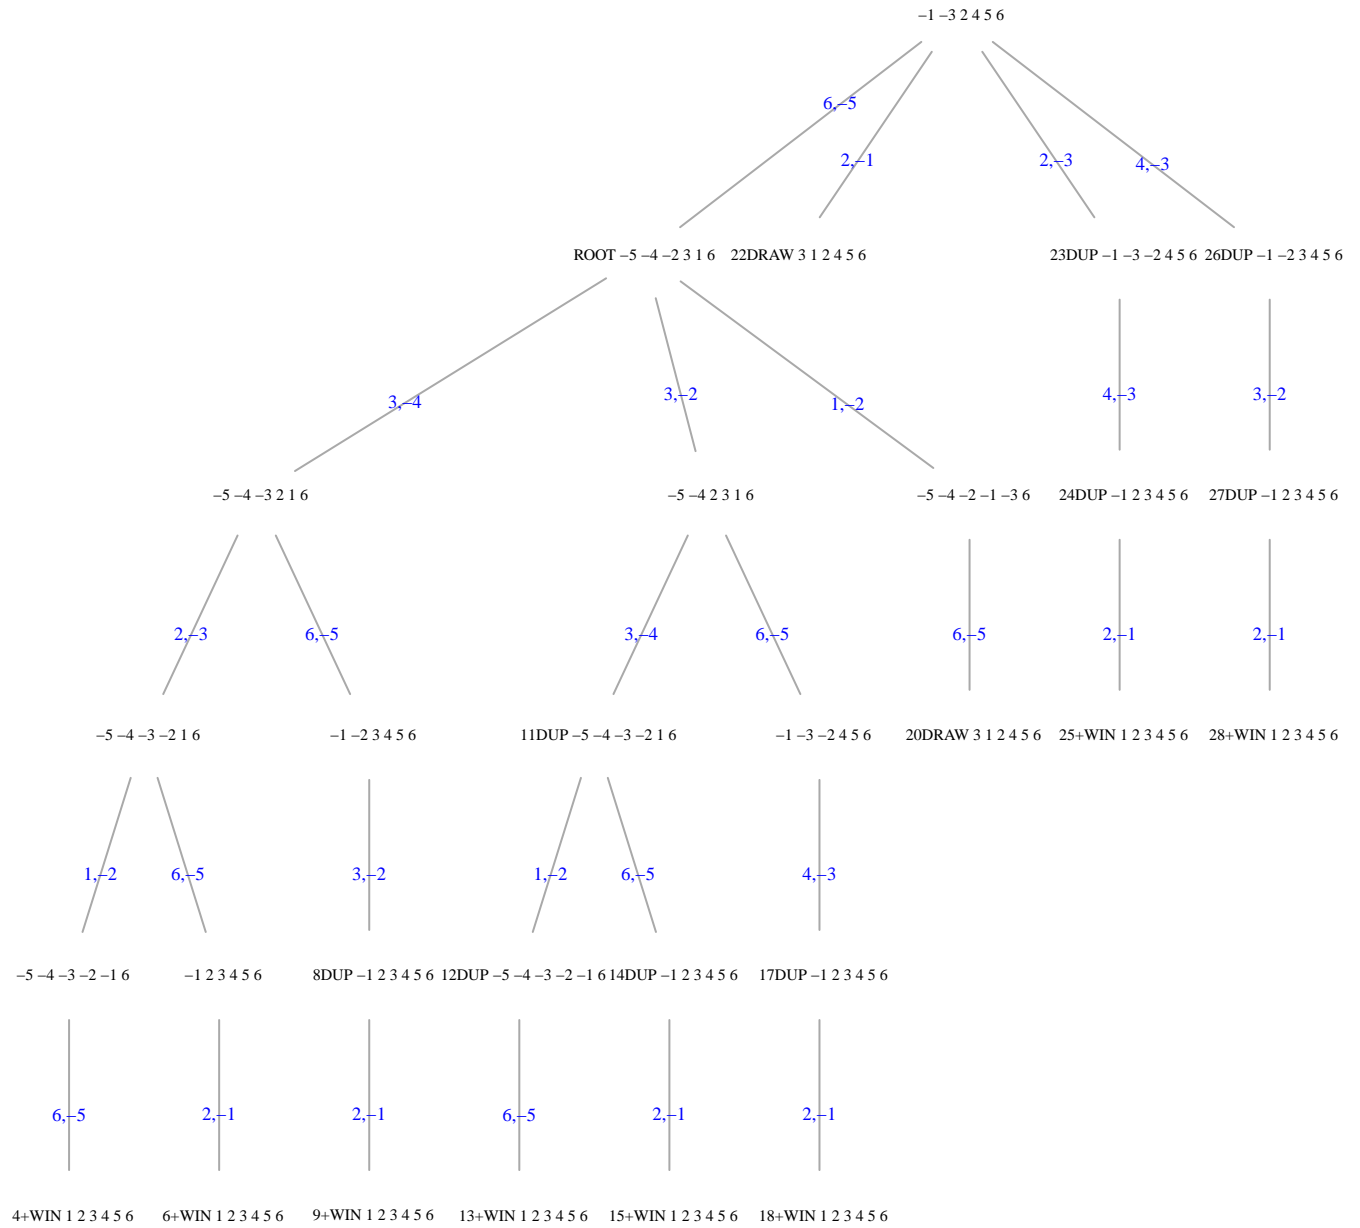 −1 −3 2 4 5 6
6,−5
2,−1
2,−3
4,−3
ROOT −5 −4 −2 3 1 6
22DRAW 3 1 2 4 5 6
23DUP −1 −3 −2 4 5 6
26DUP −1 −2 3 4 5 6
3,−4
3,−2
1,−2
4,−3
3,−2
−5 −4 −3 2 1 6
−5 −4 2 3 1 6
−5 −4 −2 −1 −3 6
24DUP −1 2 3 4 5 6
27DUP −1 2 3 4 5 6
2,−3
6,−5
3,−4
6,−5
6,−5
2,−1
2,−1
−5 −4 −3 −2 1 6
−1 −2 3 4 5 6
11DUP −5 −4 −3 −2 1 6
−1 −3 −2 4 5 6
20DRAW 3 1 2 4 5 6
25+WIN 1 2 3 4 5 6
28+WIN 1 2 3 4 5 6
1,−2
6,−5
3,−2
1,−2
6,−5
4,−3
−5 −4 −3 −2 −1 6
−1 2 3 4 5 6
8DUP −1 2 3 4 5 6
12DUP −5 −4 −3 −2 −1 6
14DUP −1 2 3 4 5 6
17DUP −1 2 3 4 5 6
6,−5
2,−1
2,−1
6,−5
2,−1
2,−1
4+WIN 1 2 3 4 5 6
6+WIN 1 2 3 4 5 6
9+WIN 1 2 3 4 5 6
13+WIN 1 2 3 4 5 6
15+WIN 1 2 3 4 5 6
18+WIN 1 2 3 4 5 6